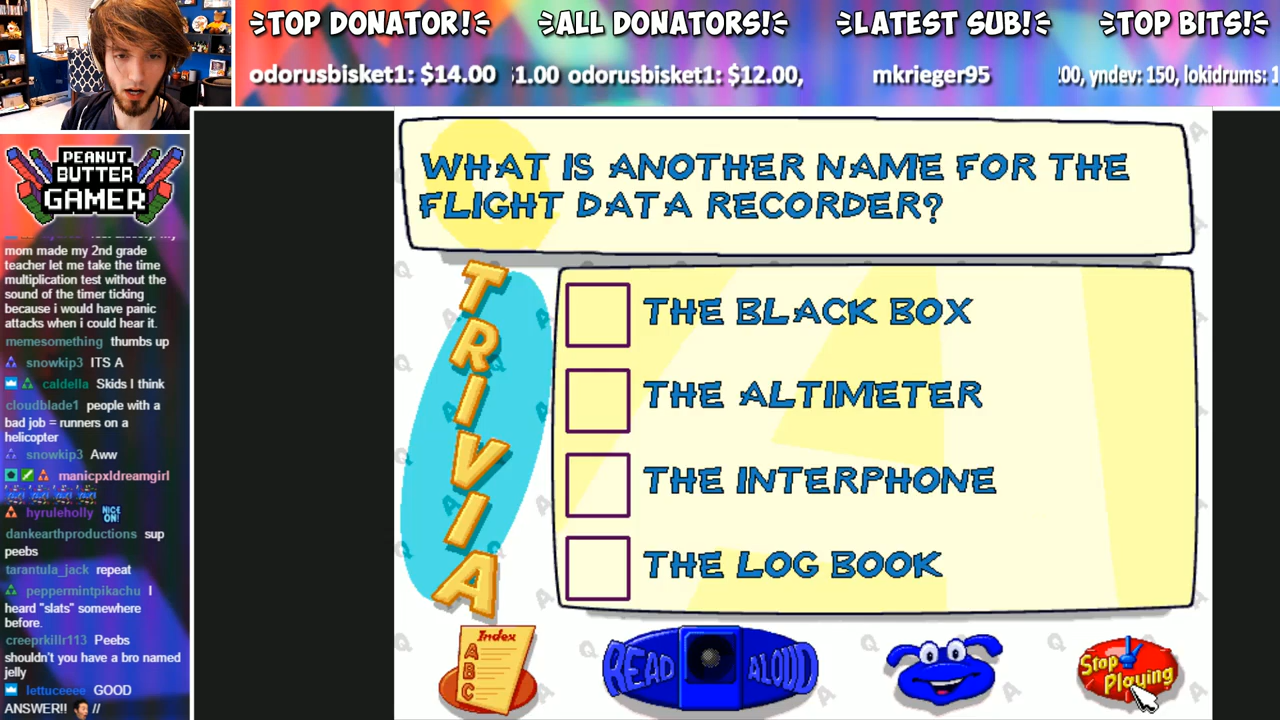 TOP DONATOR!
ALL DONATORS!
LATEST SUB!
TOP BITS!
odorusbisket1: $14.00
$1.00 odorusbisket1: $12.00,
mkrieger95
00, yndev: 150, lokidrums: 1
PEANUT
BUTTER
GAMER
mom made my 2nd grade
teacher let me take the time
multiplication test without the
sound of the timer ticking
because i would have panic
attacks when i could hear it.
memesomething thumbs up
snowkip3 ITS A
caldella Skids I think
cloudblade1 people with a
bad job = runners on a
helicopter
snowkip3 Aww
manicpxldreamgirl
hyruleholly NICE ON!
dankearthproductions sup
peebs
tarantula_jack repeat
peppermintpikachu I
heard "slats" somewhere
before.
creeprkillr113 Peebs
shouldn't you have a bro named
jelly
lettuceeee GOOD
ANSWER!! //
WHAT IS ANOTHER NAME FOR THE
FLIGHT DATA RECORDER?
TRIVIA
THE BLACK BOX
THE ALTIMETER
THE INTERPHONE
THE LOG BOOK
Index
A
B
C
READ ALOUD
Stop
Playing